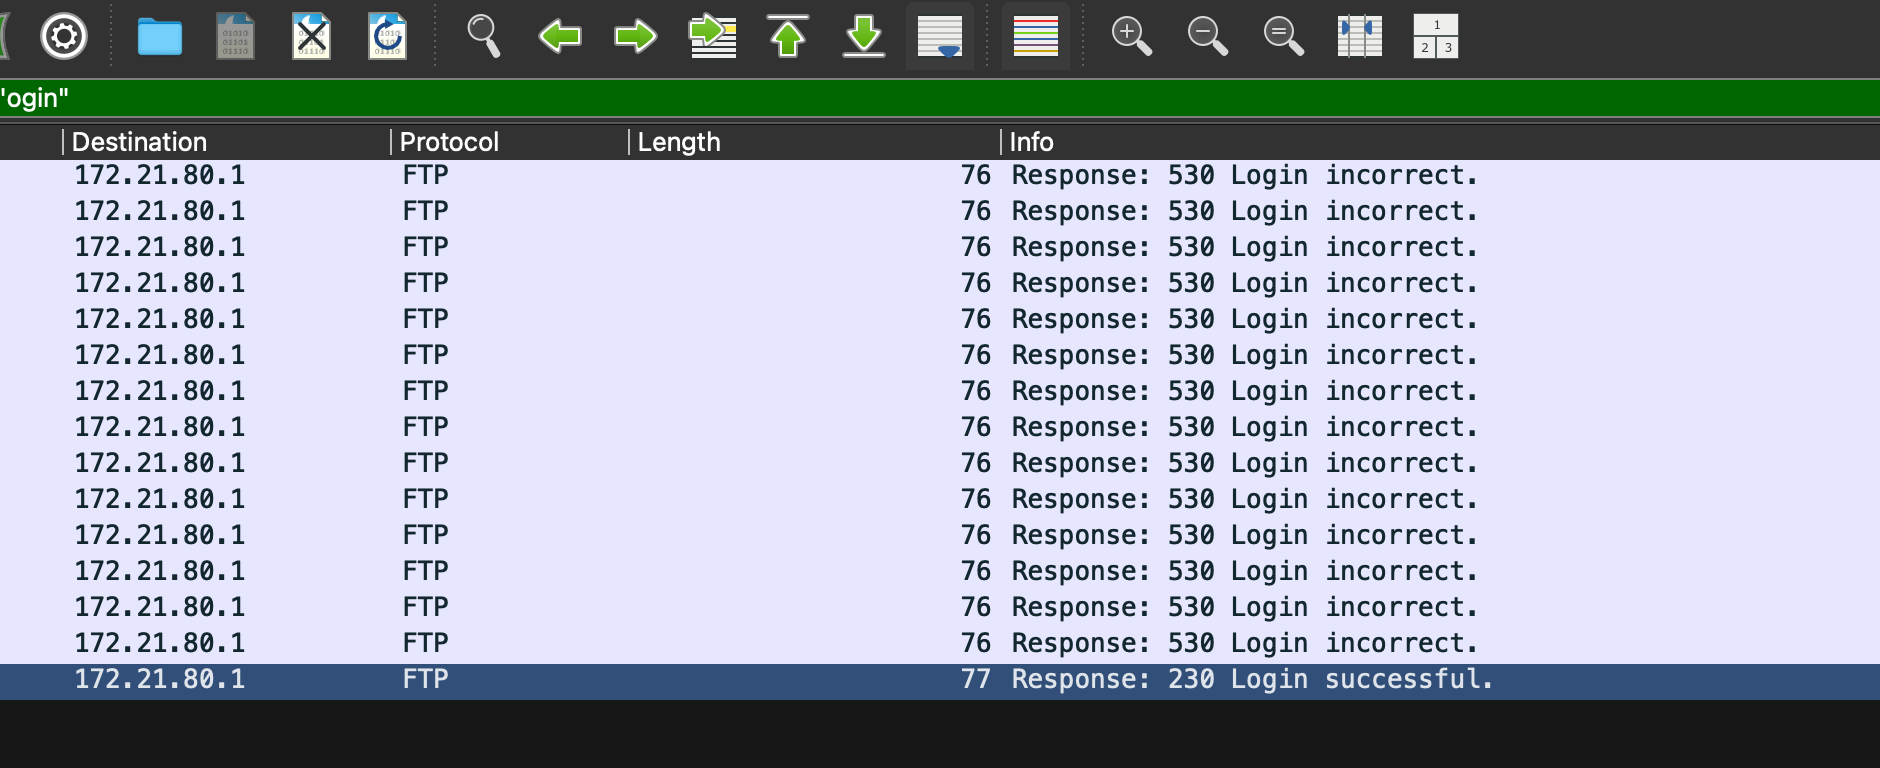 1
2 3
'ogin"
Destination Protocol Length Info
172.21.80.1 FTP 76 Response: 530 Login incorrect.
172.21.80.1 FTP 76 Response: 530 Login incorrect.
172.21.80.1 FTP 76 Response: 530 Login incorrect.
172.21.80.1 FTP 76 Response: 530 Login incorrect.
172.21.80.1 FTP 76 Response: 530 Login incorrect.
172.21.80.1 FTP 76 Response: 530 Login incorrect.
172.21.80.1 FTP 76 Response: 530 Login incorrect.
172.21.80.1 FTP 76 Response: 530 Login incorrect.
172.21.80.1 FTP 76 Response: 530 Login incorrect.
172.21.80.1 FTP 76 Response: 530 Login incorrect.
172.21.80.1 FTP 76 Response: 530 Login incorrect.
172.21.80.1 FTP 76 Response: 530 Login incorrect.
172.21.80.1 FTP 76 Response: 530 Login incorrect.
172.21.80.1 FTP 76 Response: 530 Login incorrect.
172.21.80.1 FTP 77 Response: 230 Login successful.